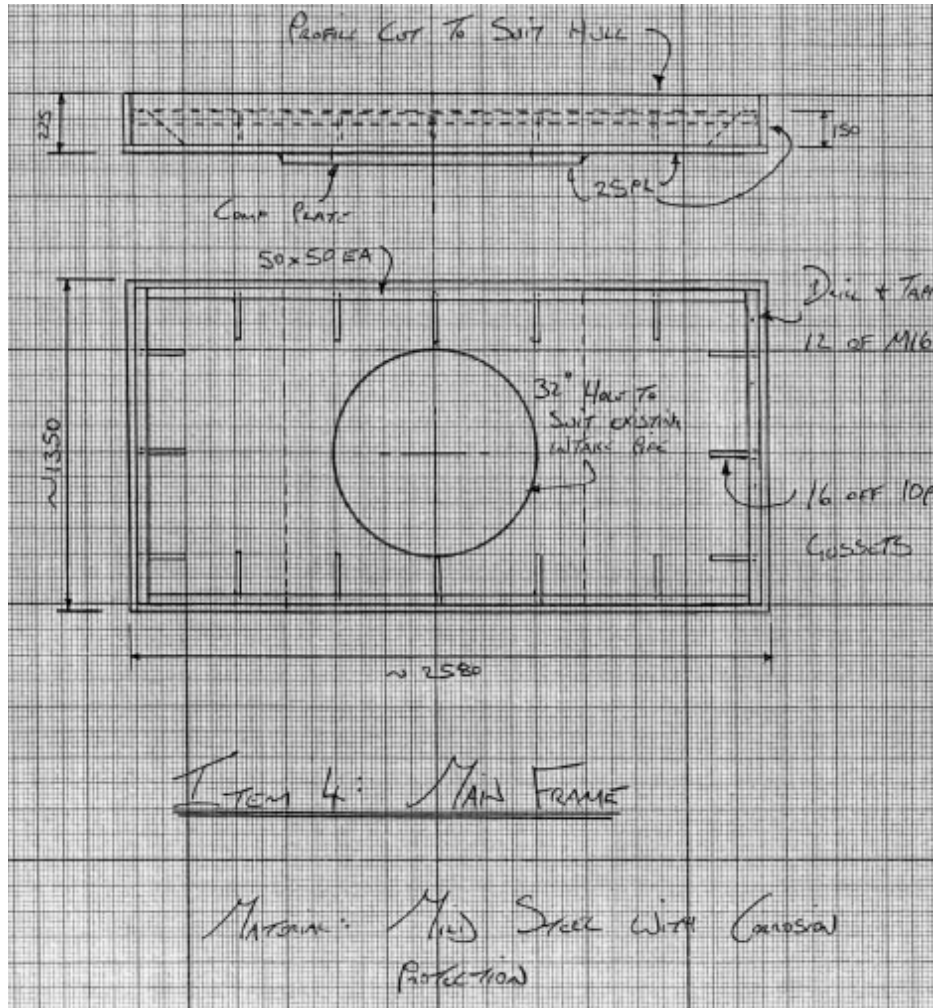 PROFILE CUT TO SUIT HULL
225
150
25PL
COMP PLATE
50x50 EA
DRILL + TAP
12 OF M16
32" HOLE TO
SUIT EXISTING
INTAKE PIPE
~1350
16 OFF 10P
GUSSETS
~ 2580
ITEM 4: MAIN FRAME
MATERIAL: MILD STEEL WITH CORROSION
PROTECTION